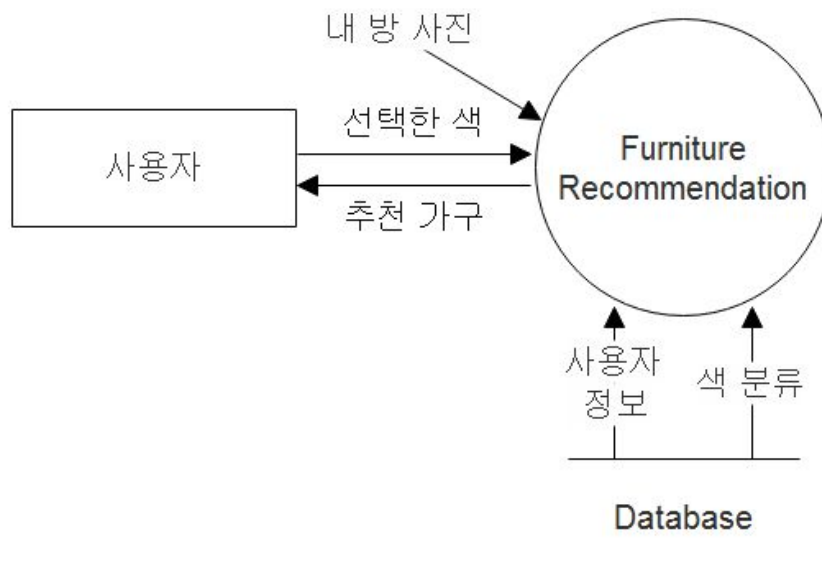 내 방 사진
선택한 색
사용자
추천 가구
Furniture
Recommendation
사용자
정보
색 분류
Database